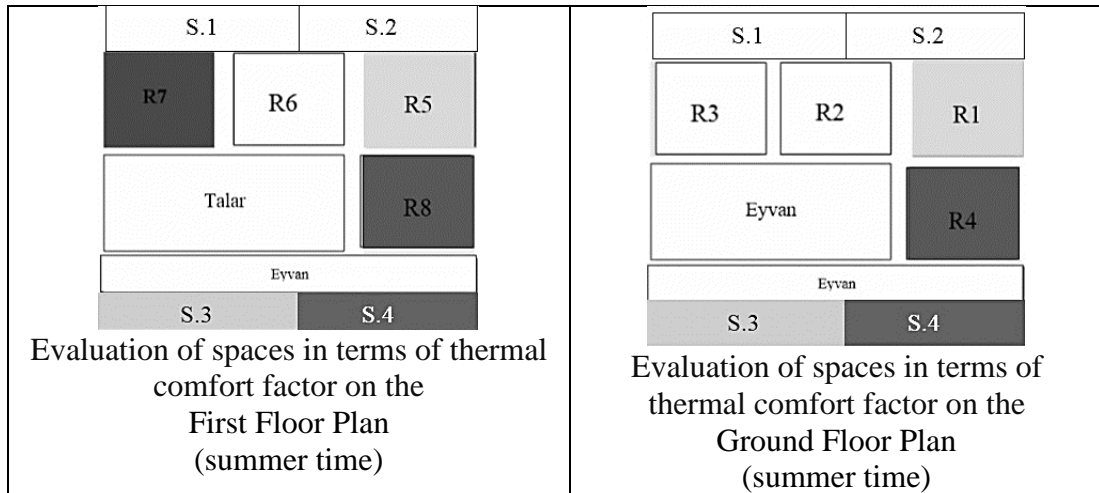 S.1 S.2
R7 R6 R5
Talar R8
Eyvan
S.3 S.4
Evaluation of spaces in terms of thermal
comfort factor on the
First Floor Plan
(summer time)
S.1 S.2
R3 R2 R1
Eyvan R4
Eyvan
S.3 S.4
Evaluation of spaces in terms of
thermal comfort factor on the
Ground Floor Plan
(summer time)